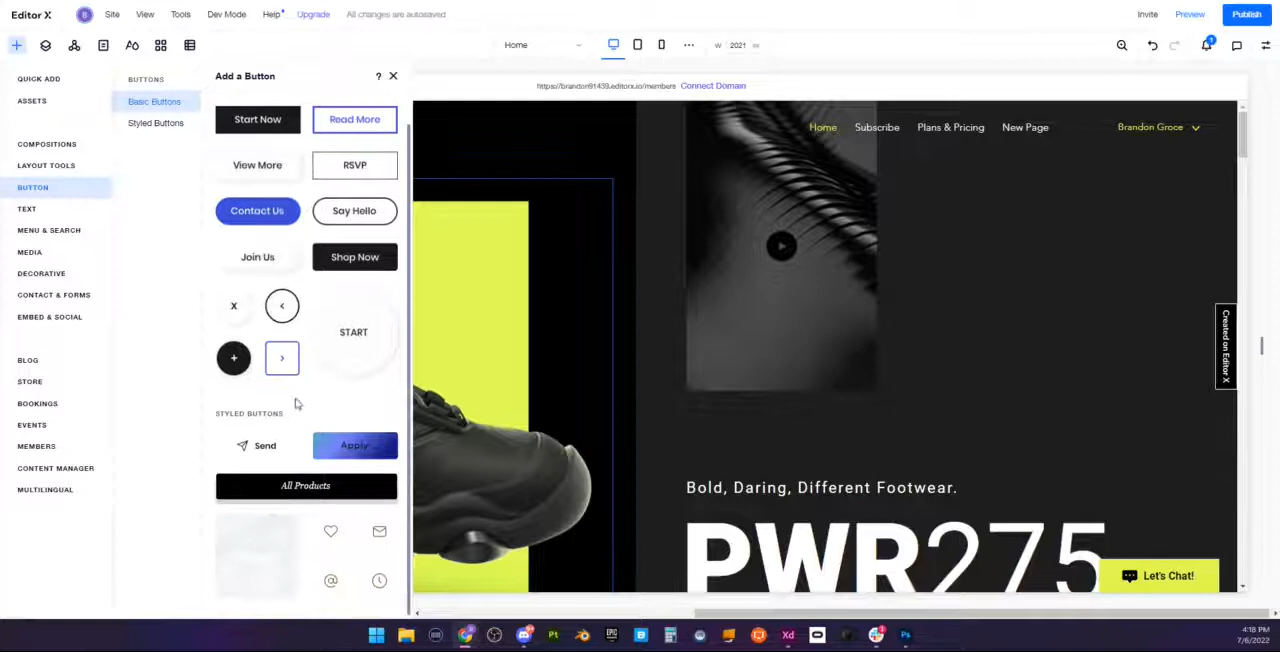 Editor X
B
Site
View
Tools
Dev Mode
Help
Upgrade
All changes are autosaved
Invite
Preview
Publish
Home
W 2021
QUICK ADD
ASSETS
COMPOSITIONS
LAYOUT TOOLS
BUTTON
TEXT
MENU & SEARCH
MEDIA
DECORATIVE
CONTACT & FORMS
EMBED & SOCIAL
BLOG
STORE
BOOKINGS
EVENTS
MEMBERS
CONTENT MANAGER
MULTILINGUAL
BUTTONS
Basic Buttons
Styled Buttons
Add a Button
?
Start Now
Read More
View More
RSVP
Contact Us
Say Hello
Join Us
Shop Now
X
<
START
+
>
STYLED BUTTONS
Send
Apply
All Products
@
https://brandon91439.editorx.io/members Connect Domain
Home
Subscribe
Plans & Pricing
New Page
Brandon Groce
Created on Editor X
Bold, Daring, Different Footwear.
PWR275
Let's Chat!
Pt
EPIC
Xd
Ps
4:18 PM
7/6/2022